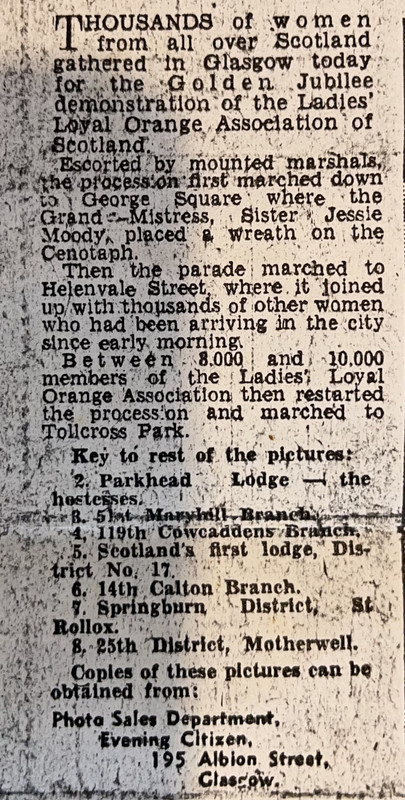 THOUSANDS of women
from all over Scotland
gathered in Glasgow today
for the Golden Jubilee
demonstration of the Ladies'
Loyal Orange Association of
Scotland.
Escorted by mounted marshals,
the procession first marched down
to George Square where the
Grand Mistress, Sister Jessie
Moody, placed a wreath on the
Cenotaph.
Then the parade marched to
Helenvale Street, where it joined
up with thousands of other women
who had been arriving in the city
since early morning.
Between 8,000 and 10,000
members of the Ladies' Loyal
Orange Association then restarted
the procession and marched to
Tollcross Park.
Key to rest of the pictures:
2. Parkhead Lodge — the
hostesses.
3. 51st Maryhill Branch.
4. 119th Cowcaddens Branch.
5. Scotland's first lodge, Dis-
trict No. 17.
6. 14th Calton Branch.
7. Springburn District, St
Rollox.
8. 25th District, Motherwell.
Copies of these pictures can be
obtained from:
Photo Sales Department,
Evening Citizen,
195 Albion Street,
Glasgow.